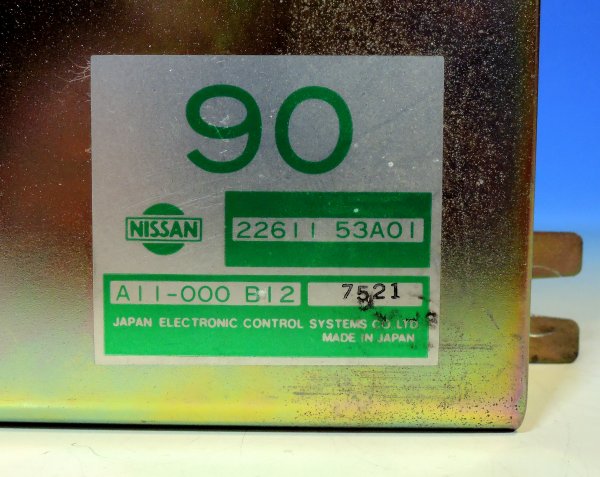 90
NISSAN
22611 53A01
A11-000 B12
7521
JAPAN ELECTRONIC CONTROL SYSTEMS CO.,LTD
MADE IN JAPAN